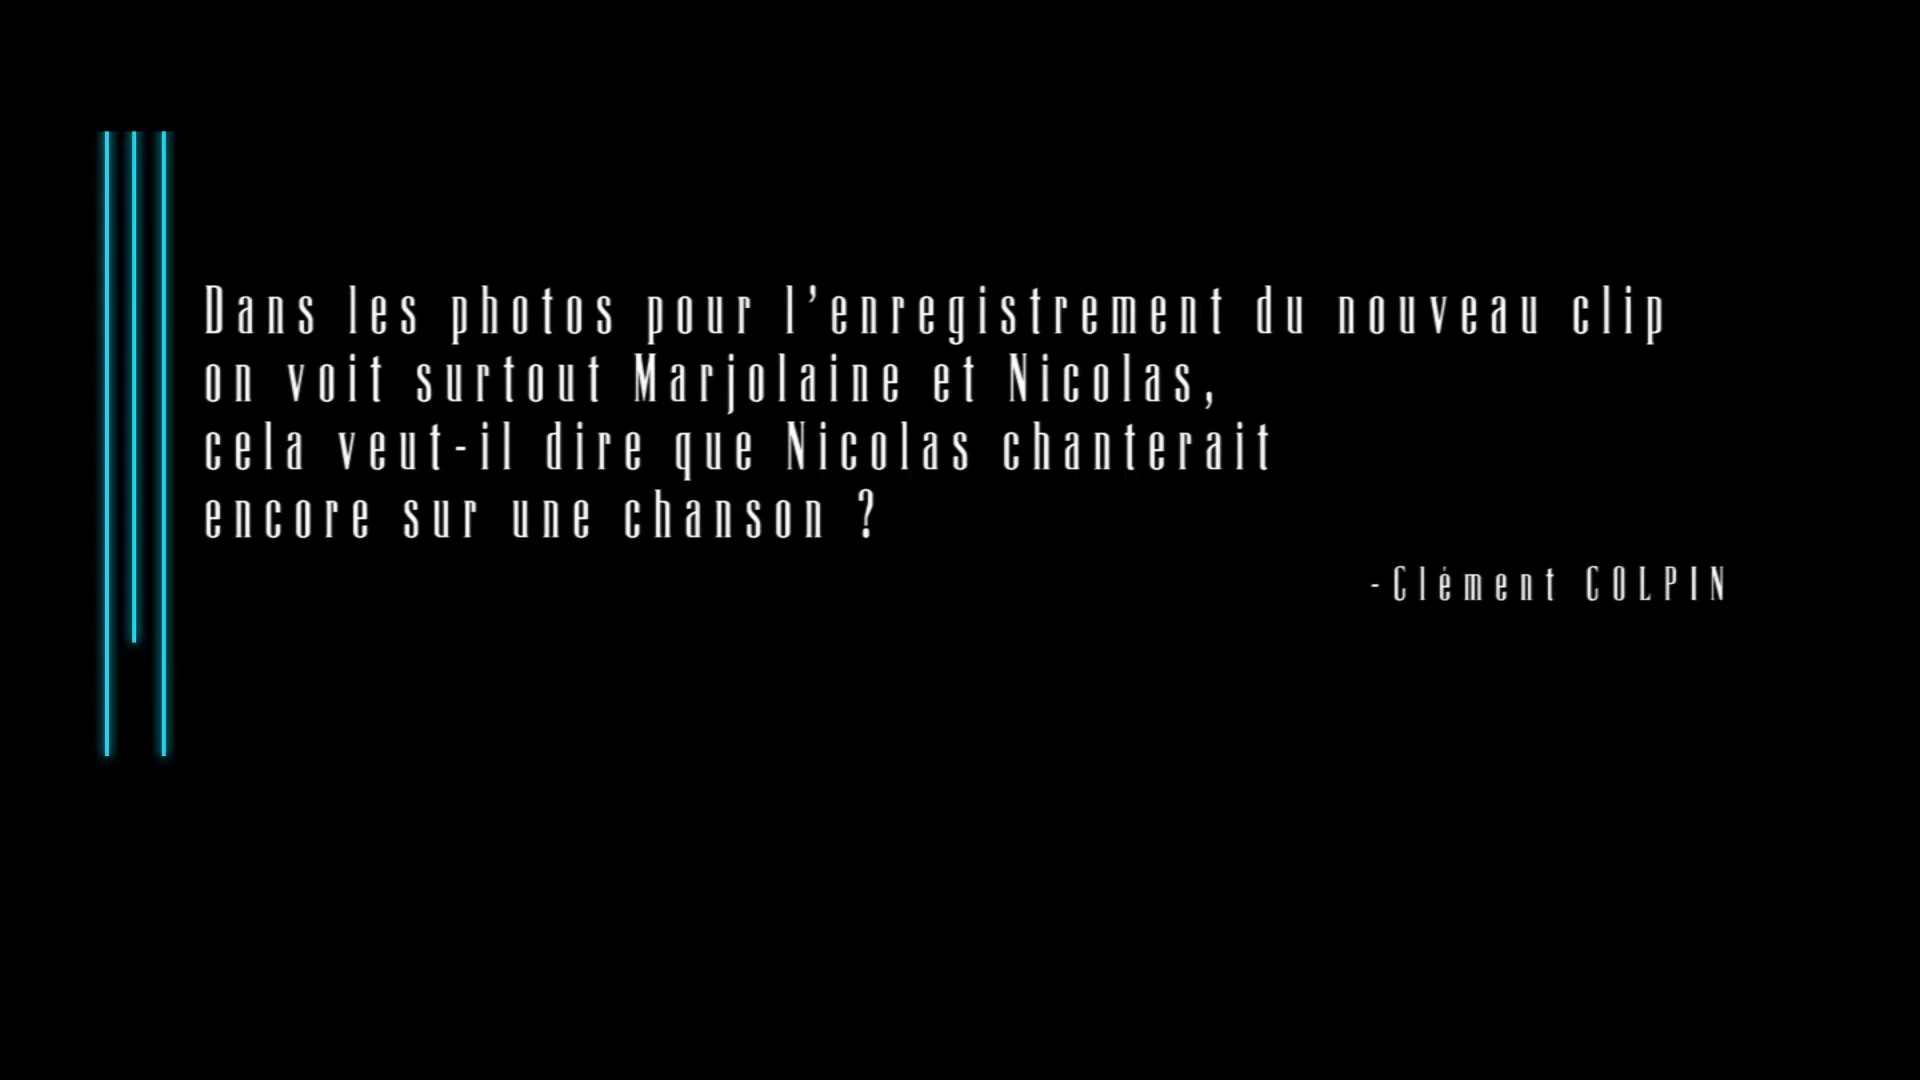 Dans les photos pour l’enregistrement du nouveau clip
on voit surtout Marjolaine et Nicolas,
cela veut-il dire que Nicolas chanterait
encore sur une chanson ?
-Clément COLPIN